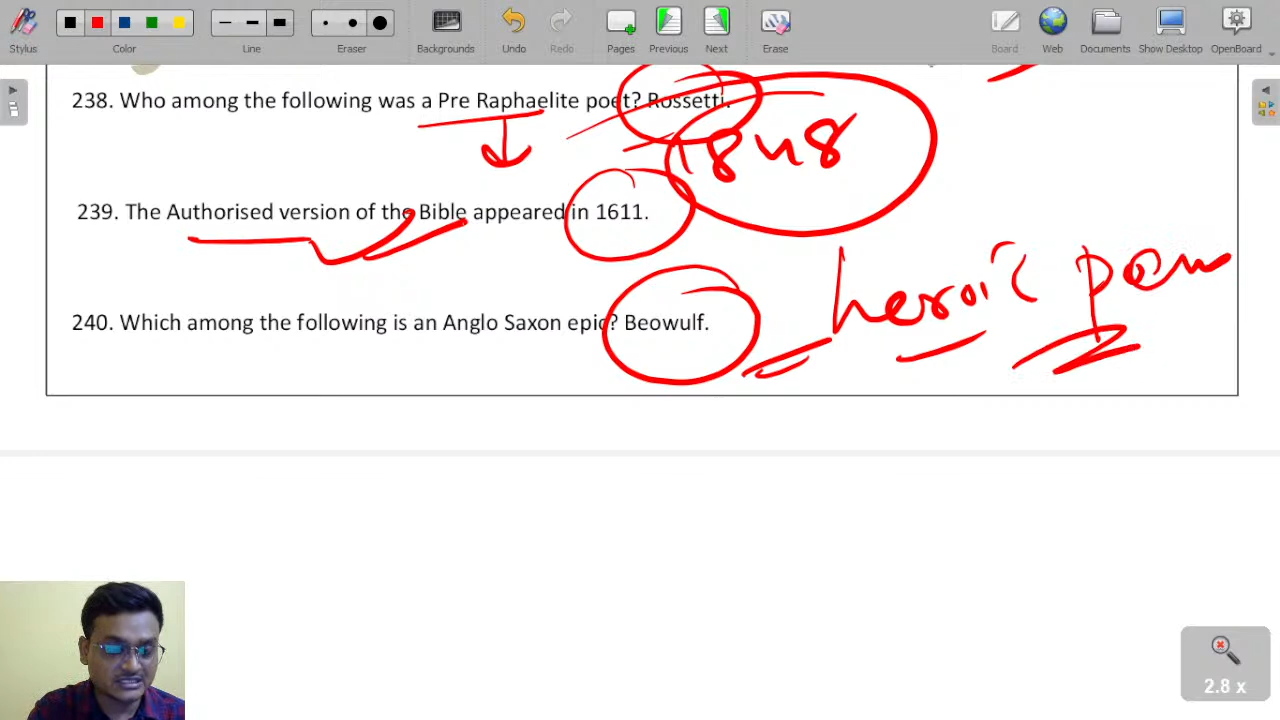 Stylus
Color
Line
Eraser
Backgrounds
Undo
Redo
Pages
Previous
Next
Erase
Board
Web
Documents
Show Desktop
OpenBoard
238. Who among the following was a Pre Raphaelite poet? Rossetti.
1848
239. The Authorised version of the Bible appeared in 1611.
heroic poem
240. Which among the following is an Anglo Saxon epic? Beowulf.
2.8 x